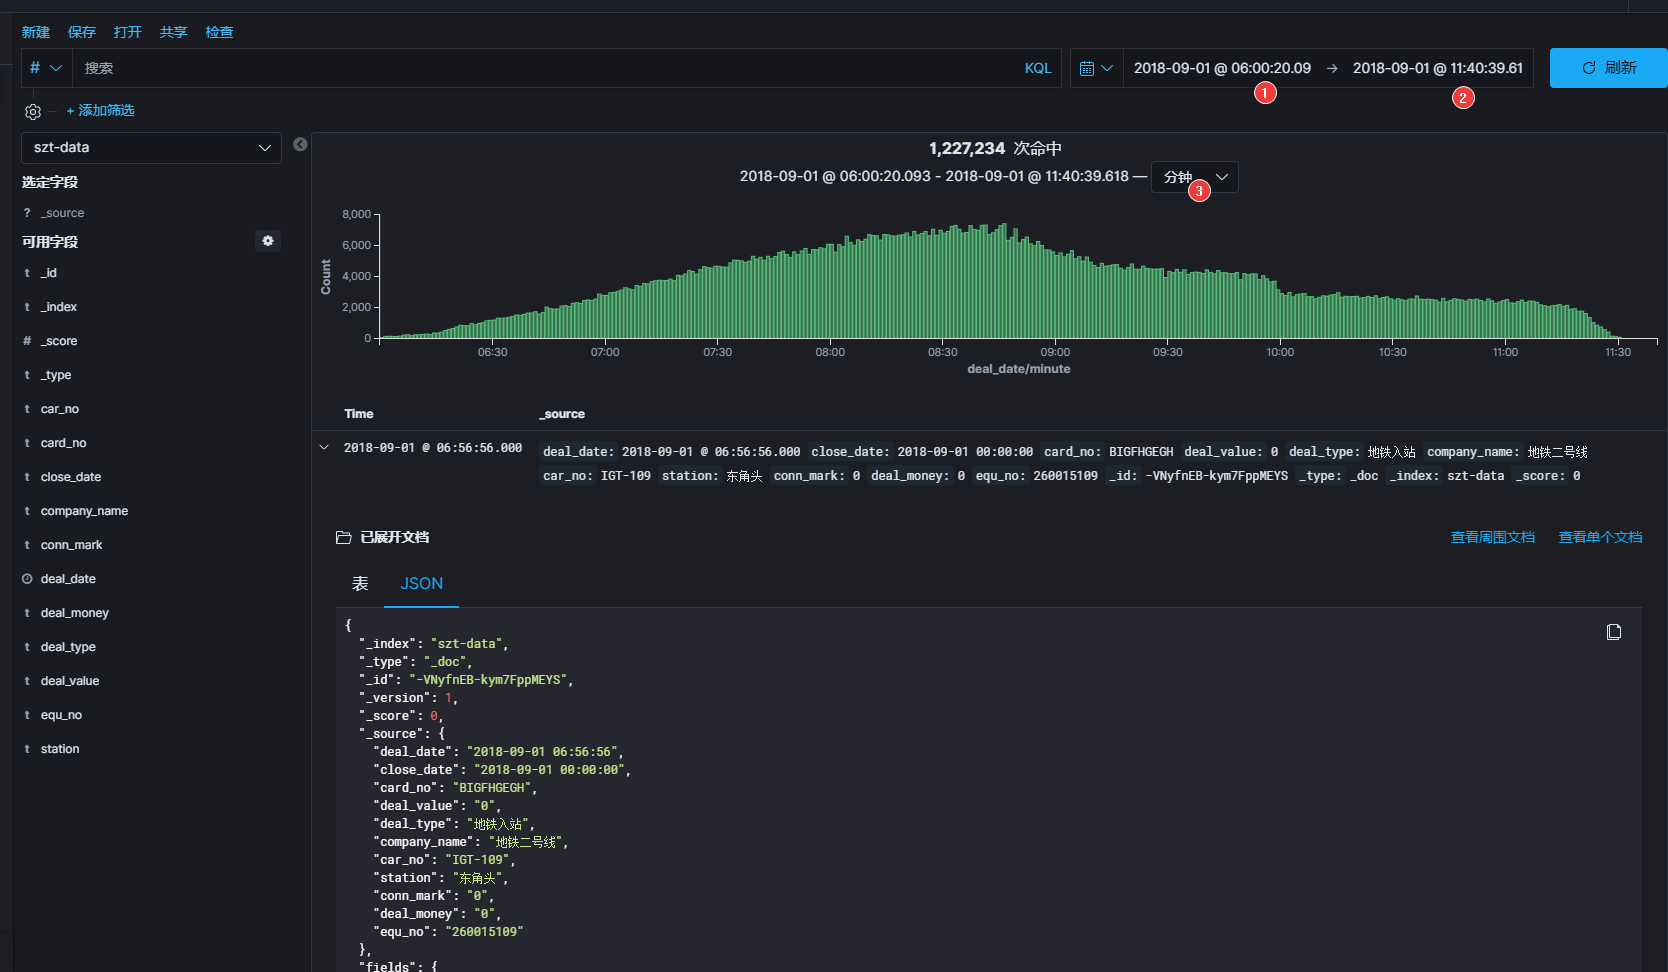 新建 保存 打开 共享 检查
# 搜索 KQL 2018-09-01 @ 06:00:20.09 → 2018-09-01 @ 11:40:39.61 刷新
1 2
+ 添加筛选
szt-data
选定字段
? _source
可用字段
t _id
t _index
# _score
t _type
t car_no
t card_no
t close_date
t company_name
t conn_mark
deal_date
t deal_money
t deal_type
t deal_value
t equ_no
t station
1,227,234 次命中
2018-09-01 @ 06:00:20.093 - 2018-09-01 @ 11:40:39.618 — 分钟
3
8,000
6,000
4,000
2,000
0
Count
06:30 07:00 07:30 08:00 08:30 09:00 09:30 10:00 10:30 11:00 11:30
deal_date/minute
Time _source
2018-09-01 @ 06:56:56.000 deal_date: 2018-09-01 @ 06:56:56.000 close_date: 2018-09-01 00:00:00 card_no: BIGFHGEGH deal_value: 0 deal_type: 地铁入站 company_name: 地铁二号线
car_no: IGT-109 station: 东角头 conn_mark: 0 deal_money: 0 equ_no: 260015109 _id: -VNyfnEB-kym7FppMEYS _type: _doc _index: szt-data _score: 0
已展开文档 查看周围文档 查看单个文档
表 JSON
{
"_index": "szt-data",
"_type": "_doc",
"_id": "-VNyfnEB-kym7FppMEYS",
"_version": 1,
"_score": 0,
"_source": {
"deal_date": "2018-09-01 06:56:56",
"close_date": "2018-09-01 00:00:00",
"card_no": "BIGFHGEGH",
"deal_value": "0",
"deal_type": "地铁入站",
"company_name": "地铁二号线",
"car_no": "IGT-109",
"station": "东角头",
"conn_mark": "0",
"deal_money": "0",
"equ_no": "260015109"
},
"fields": {